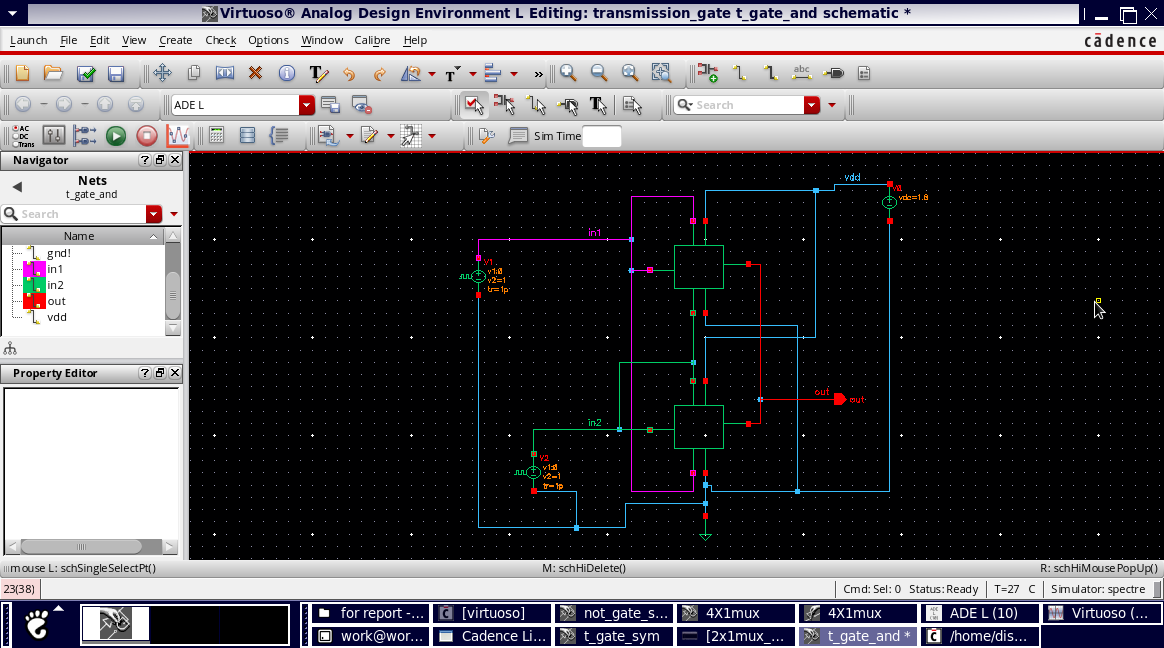 Virtuoso® Analog Design Environment L Editing: transmission_gate t_gate_and schematic *
Launch File Edit View Create Check Options Window Calibre Help
cādence
T T » abc
ADE L T Search
AC
DC
Trans
Sim Time
Navigator ?
Nets
t_gate_and
Search
Name
gnd!
in1
in2
out
vdd
Property Editor ?
vdd
vdc=1.8
in1
V1
v1:0
v2=1
tr=1p
out out
in2
V2
v1:0
v2=1
tr=1p
mouse L: schSingleSelectPt() M: schHiDelete() R: schHiMousePopUp()
23(38) Cmd: Sel: 0 Status: Ready T=27 C Simulator: spectre
for report -... [virtuoso] not_gate_s... 4X1mux 4X1mux ADE L (10) Virtuoso (...
work@wor... Cadence Li... t_gate_sym [2x1mux_... t_gate_and * /home/dis...